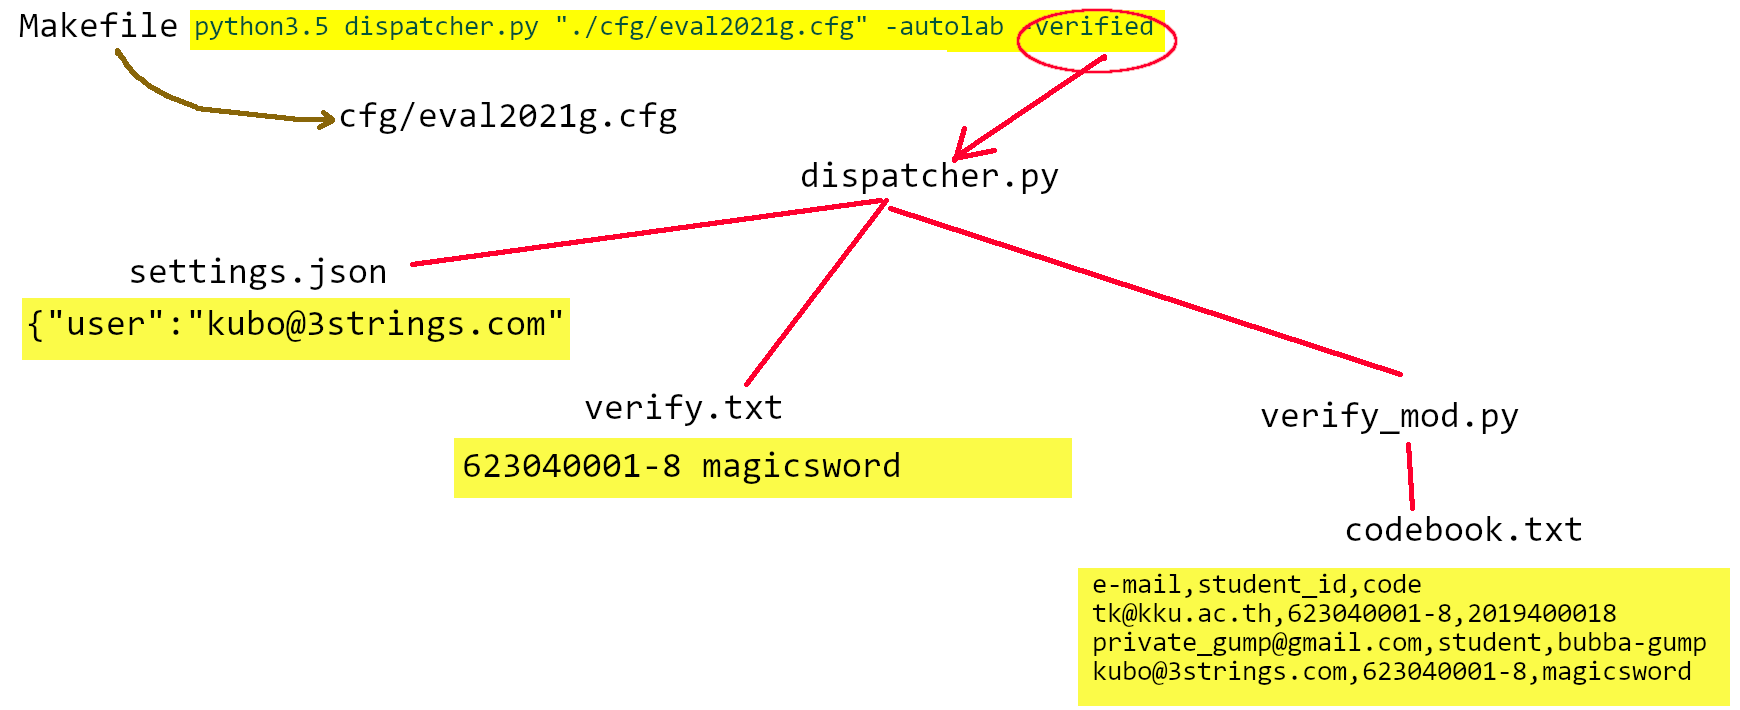 Makefile python3.5 dispatcher.py "./cfg/eval2021g.cfg" -autolab -verified
cfg/eval2021g.cfg
dispatcher.py
settings.json
{"user":"kubo@3strings.com"
verify.txt
623040001-8 magicsword
verify_mod.py
codebook.txt
e-mail,student_id,code
tk@kku.ac.th,623040001-8,2019400018
private_gump@gmail.com,student,bubba-gump
kubo@3strings.com,623040001-8,magicsword